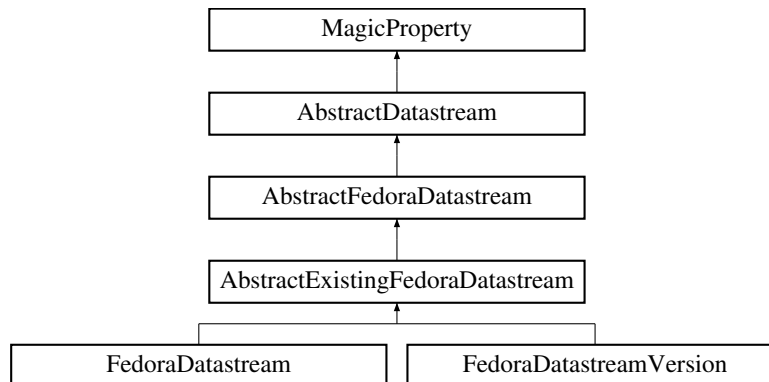 MagicProperty
AbstractDatastream
AbstractFedoraDatastream
AbstractExistingFedoraDatastream
FedoraDatastream
FedoraDatastreamVersion